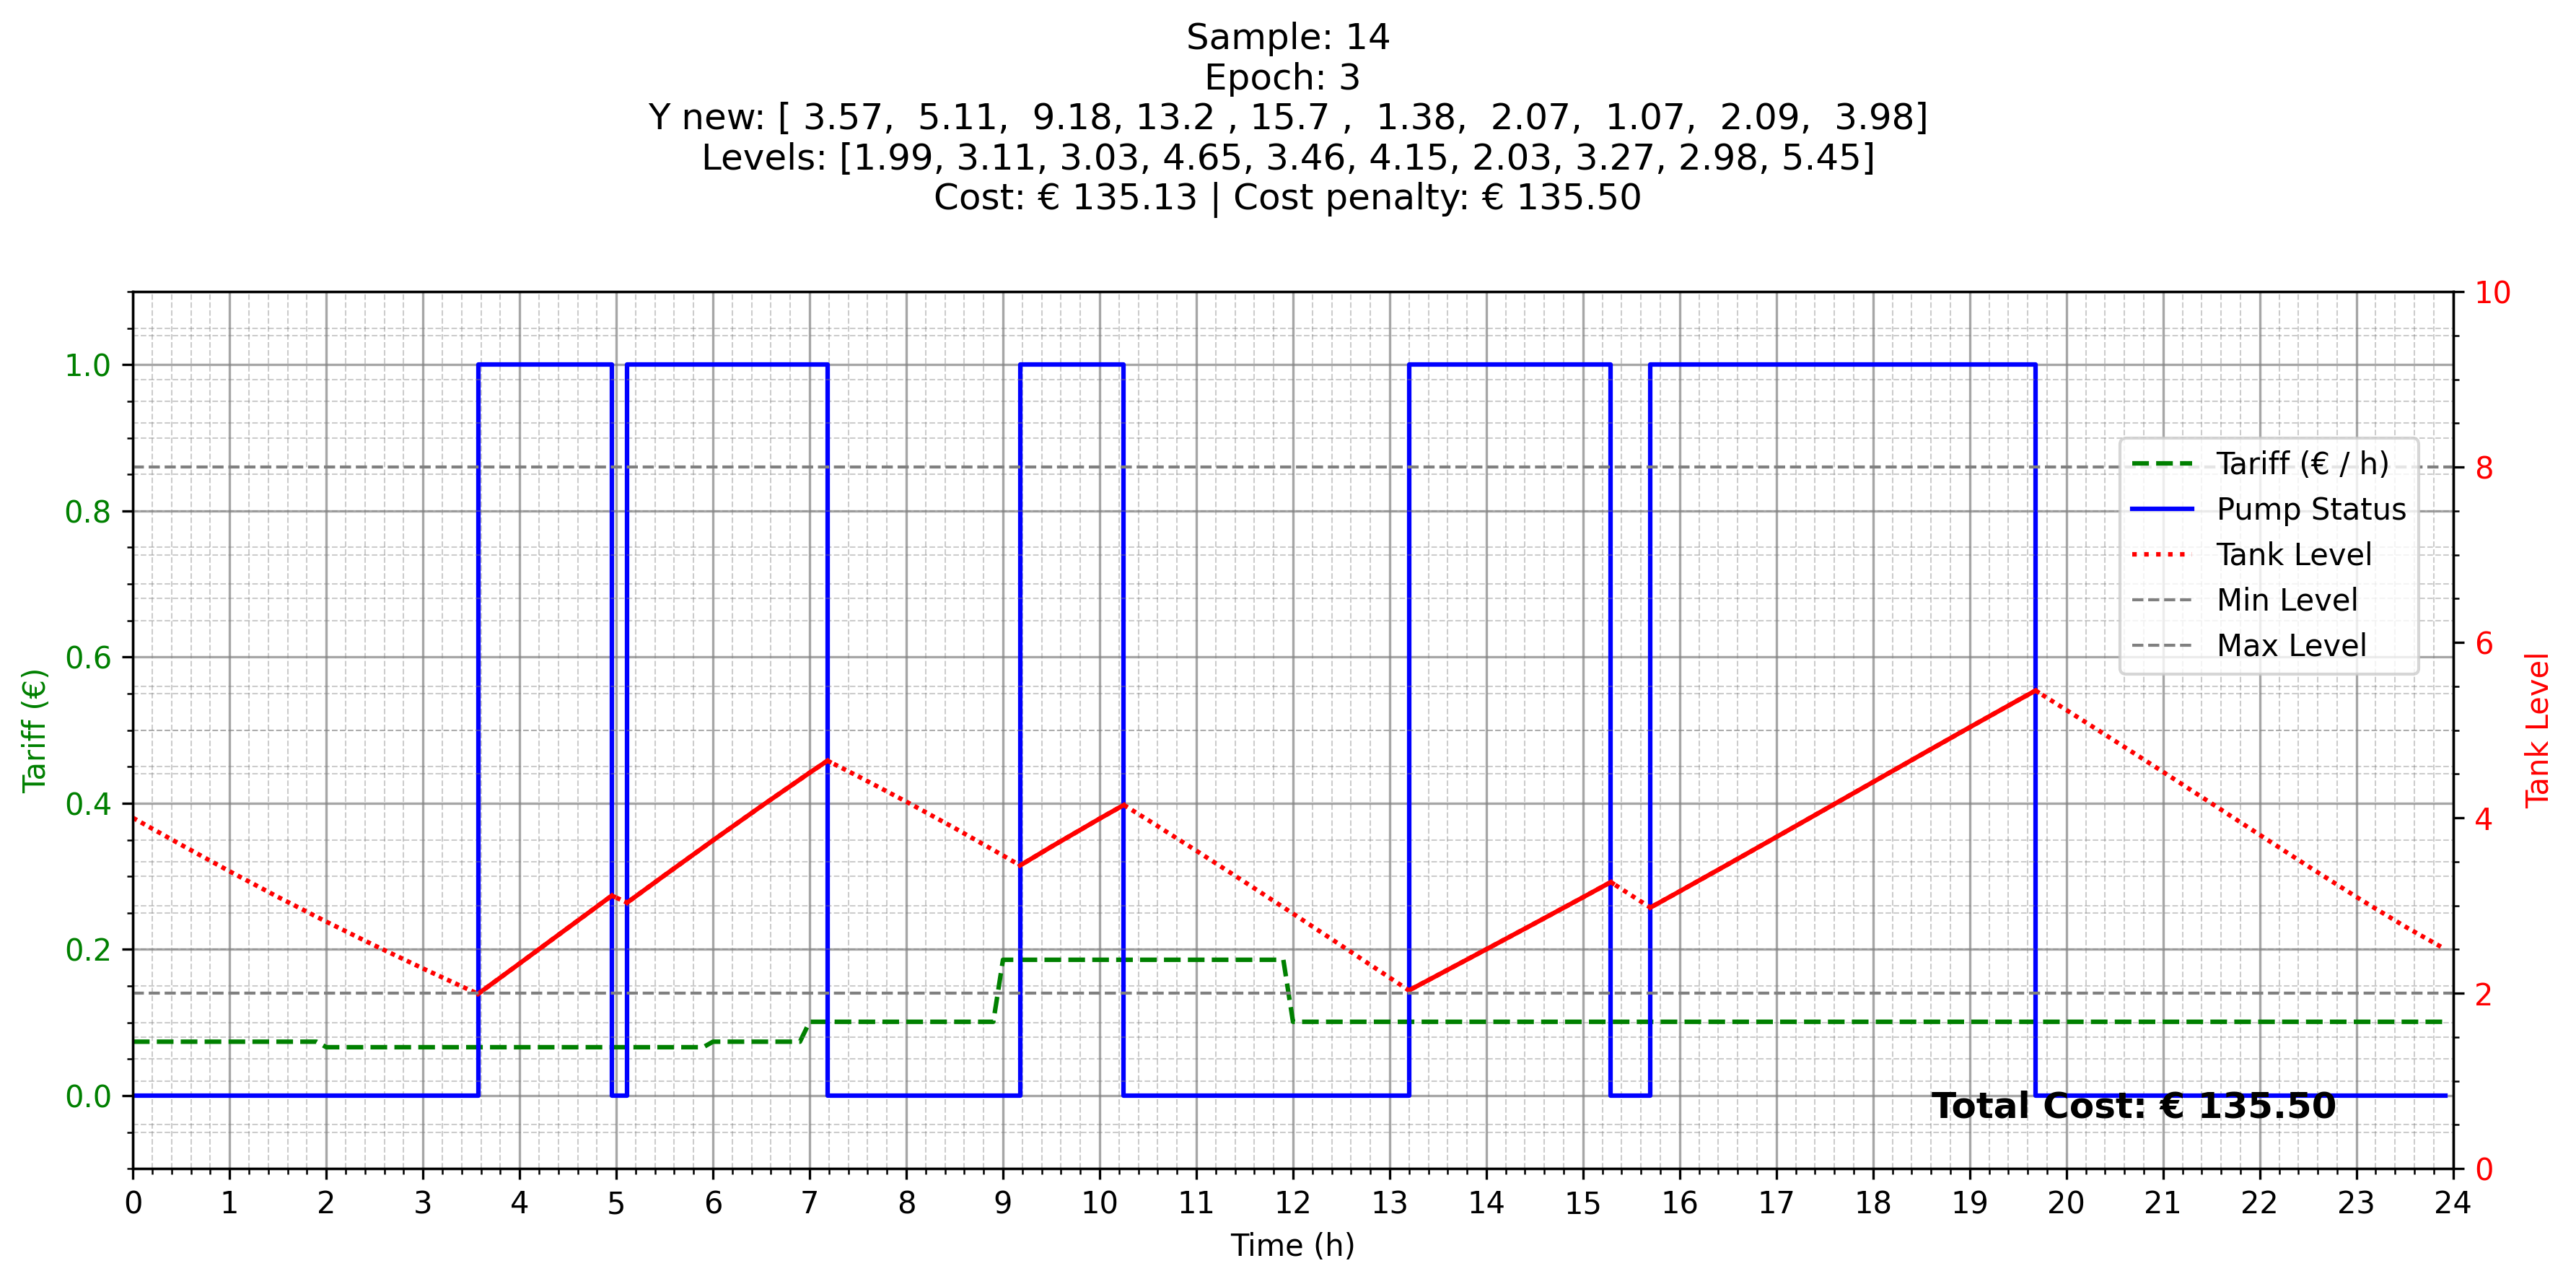 Sample: 14
Epoch: 3
Y new: [ 3.57,  5.11,  9.18, 13.2 , 15.7 ,  1.38,  2.07,  1.07,  2.09,  3.98]
Levels: [1.99, 3.11, 3.03, 4.65, 3.46, 4.15, 2.03, 3.27, 2.98, 5.45]
Cost: € 135.13 | Cost penalty: € 135.50
Tariff (€)
1.0
0.8
0.6
0.4
0.2
0.0
10
8
6
4
2
0
Tank Level
Tariff (€ / h)
Pump Status
Tank Level
Min Level
Max Level
Total Cost: € 135.50
0 1 2 3 4 5 6 7 8 9 10 11 12 13 14 15 16 17 18 19 20 21 22 23 24
Time (h)